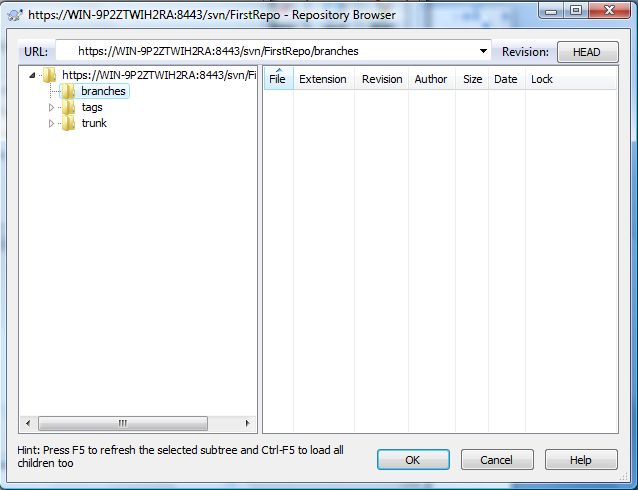 https://WIN-9P2ZTWIH2RA:8443/svn/FirstRepo - Repository Browser
URL: https://WIN-9P2ZTWIH2RA:8443/svn/FirstRepo/branches Revision: HEAD
https://WIN-9P2ZTWIH2RA:8443/svn/Fi
branches
tags
trunk
File Extension Revision Author Size Date Lock
Hint: Press F5 to refresh the selected subtree and Ctrl-F5 to load all
children too
OK Cancel Help